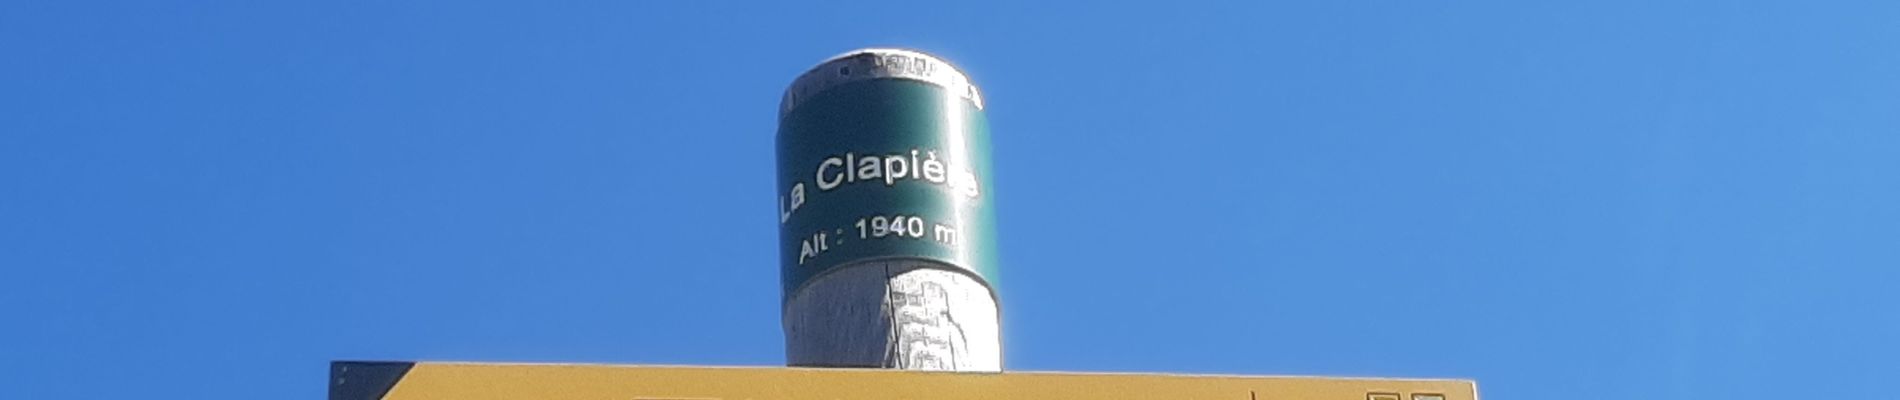 La Clapière
Alt : 1940 m